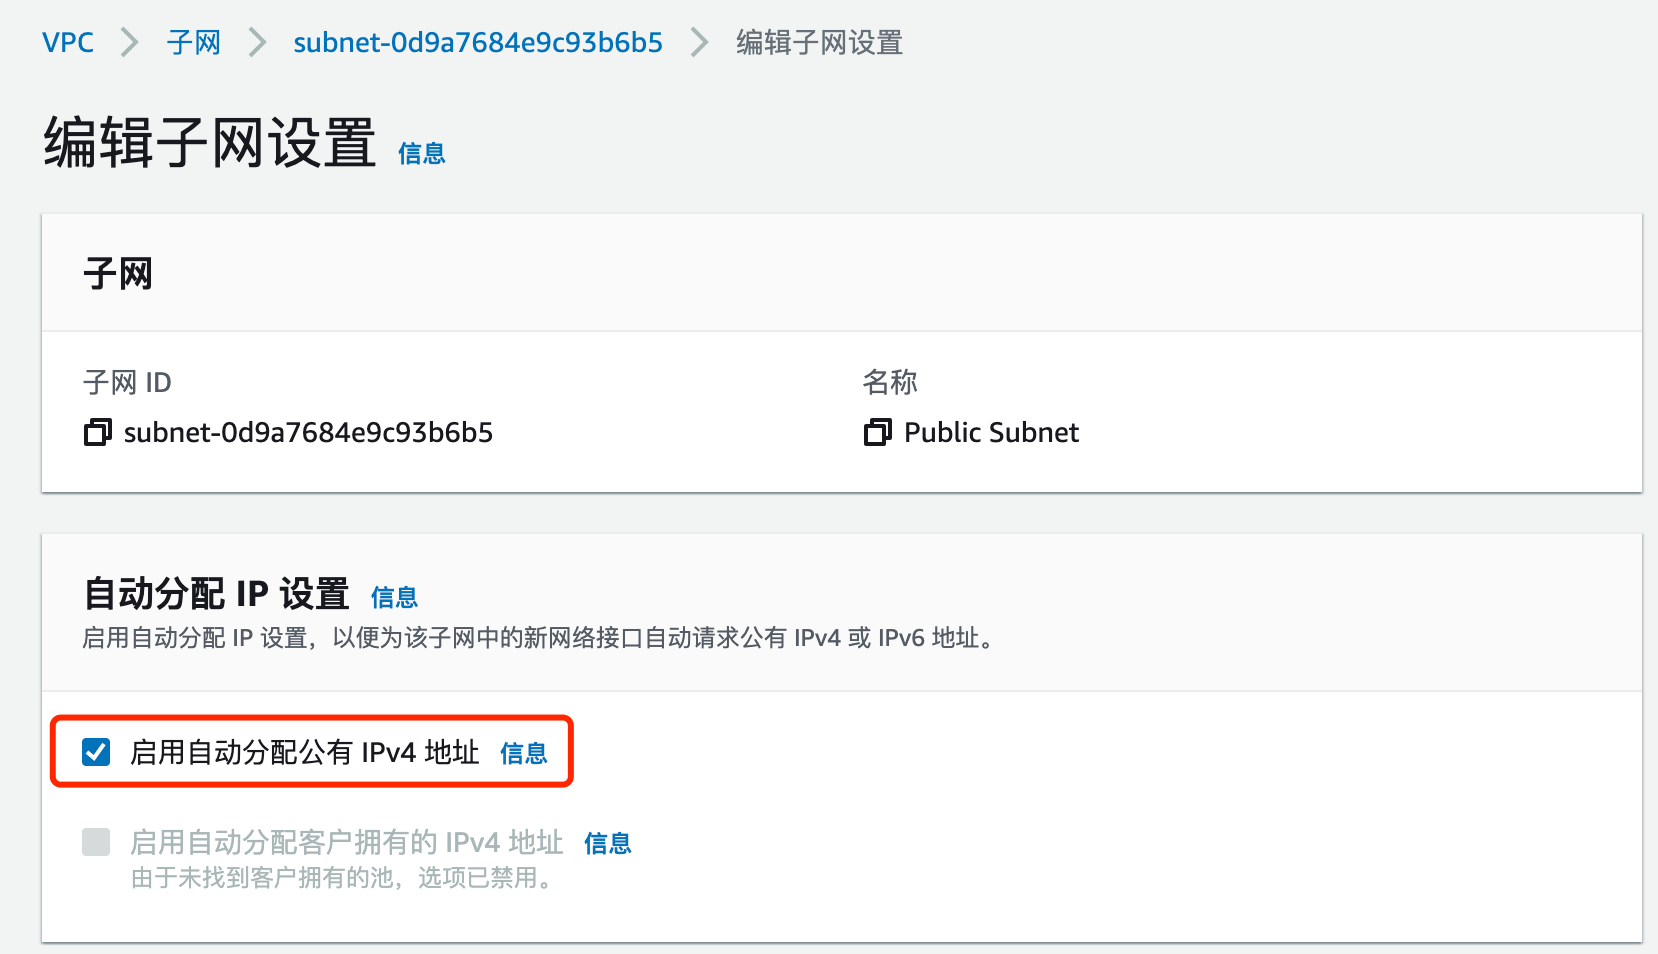 VPC 子网 subnet-0d9a7684e9c93b6b5 编辑子网设置
编辑子网设置 信息
子网
子网 ID 名称
subnet-0d9a7684e9c93b6b5 Public Subnet
自动分配 IP 设置 信息
启用自动分配 IP 设置，以便为该子网中的新网络接口自动请求公有 IPv4 或 IPv6 地址。
启用自动分配公有 IPv4 地址 信息
启用自动分配客户拥有的 IPv4 地址 信息
由于未找到客户拥有的池，选项已禁用。